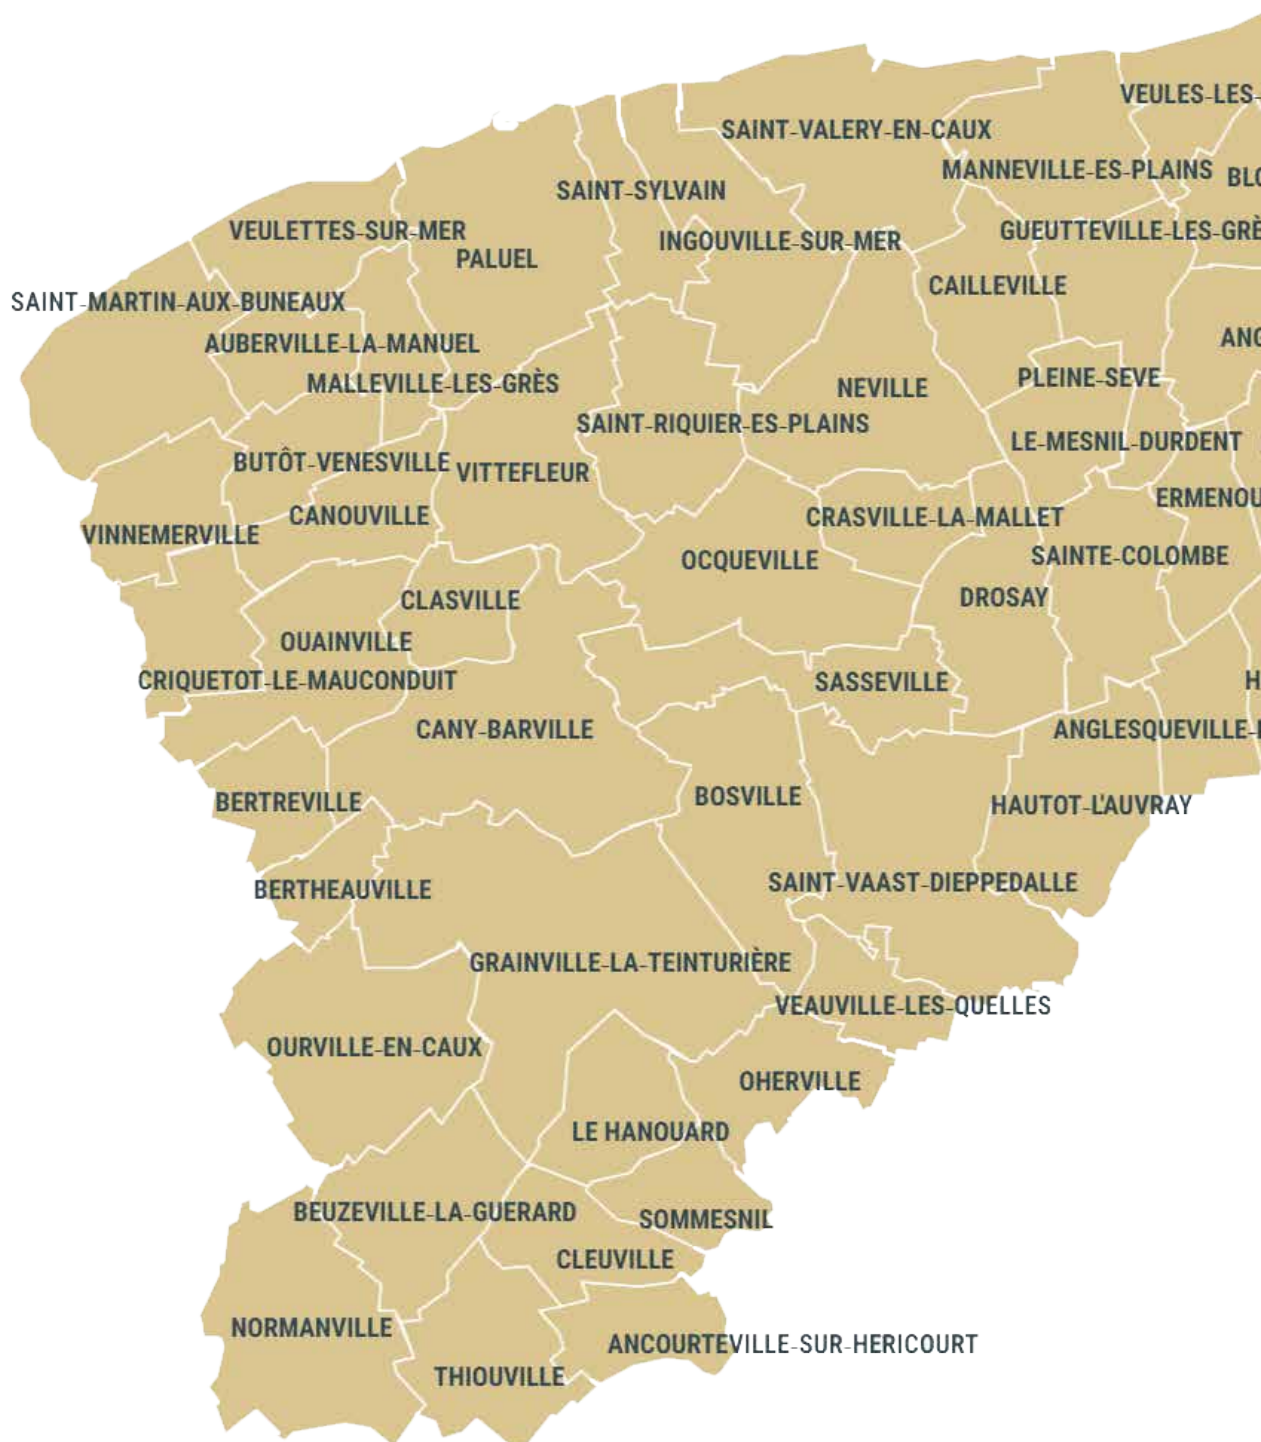 VEULES-LES-
SAINT-VALERY-EN-CAUX
MANNEVILLE-ES-PLAINS
BLO
SAINT-SYLVAIN
VEULETTES-SUR-MER
GUEUTTEVILLE-LES-GRÈ
INGOUVILLE-SUR-MER
PALUEL
CAILLEVILLE
SAINT-MARTIN-AUX-BUNEAUX
ANG
AUBERVILLE-LA-MANUEL
PLEINE-SEVE
MALLEVILLE-LES-GRÈS
NEVILLE
SAINT-RIQUIER-ES-PLAINS
LE-MESNIL-DURDENT
BUTÔT-VENESVILLE
VITTEFLEUR
ERMENOU
CANOUVILLE
CRASVILLE-LA-MALLET
VINNEMERVILLE
SAINTE-COLOMBE
OCQUEVILLE
DROSAY
CLASVILLE
OUAINVILLE
CRIQUETOT-LE-MAUCONDUIT
SASSEVILLE
H
CANY-BARVILLE
ANGLESQUEVILLE-
BOSVILLE
BERTREVILLE
HAUTOT-L'AUVRAY
SAINT-VAAST-DIEPPEDALLE
BERTHEAUVILLE
GRAINVILLE-LA-TEINTURIÈRE
VEAUVILLE-LES-QUELLES
OURVILLE-EN-CAUX
OHERVILLE
LE HANOUARD
BEUZEVILLE-LA-GUERARD
SOMMESNIL
CLEUVILLE
NORMANVILLE
ANCOURTEVILLE-SUR-HERICOURT
THIOUVILLE